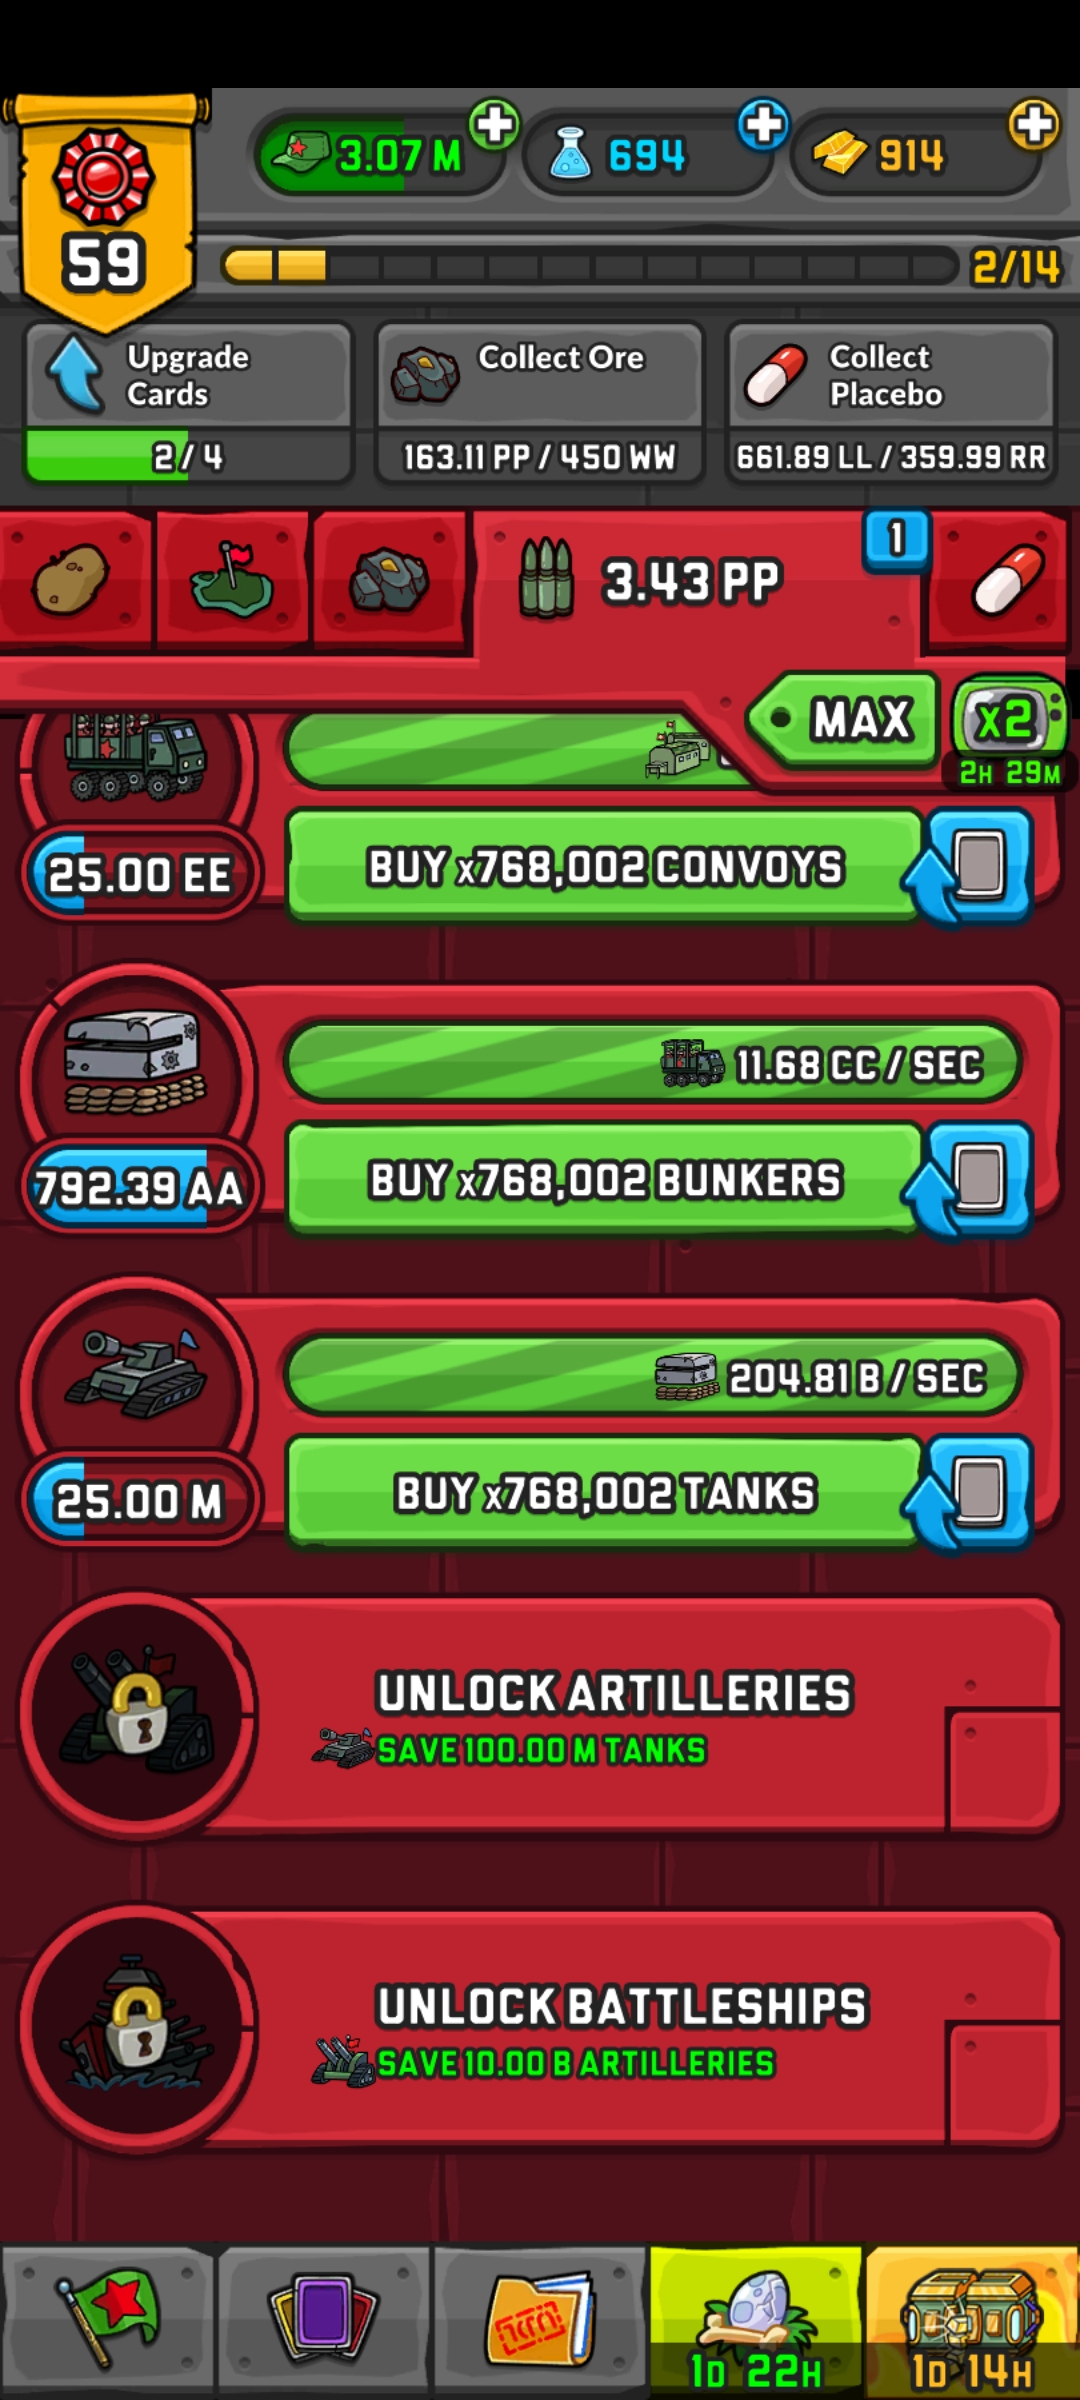 3.07 M
694
914
59
2/14
Upgrade
Cards
2 / 4
Collect Ore
163.11 PP / 450 WW
Collect
Placebo
661.89 LL / 359.99 RR
3.43 PP
1
MAX
x2
2H 29M
25.00 EE
BUY x768,002 CONVOYS
11.68 CC / SEC
792.39 AA
BUY x768,002 BUNKERS
204.81 B / SEC
25.00 M
BUY x768,002 TANKS
UNLOCK ARTILLERIES
SAVE 100.00 M TANKS
UNLOCK BATTLESHIPS
SAVE 10.00 B ARTILLERIES
1D 22H
1D 14H